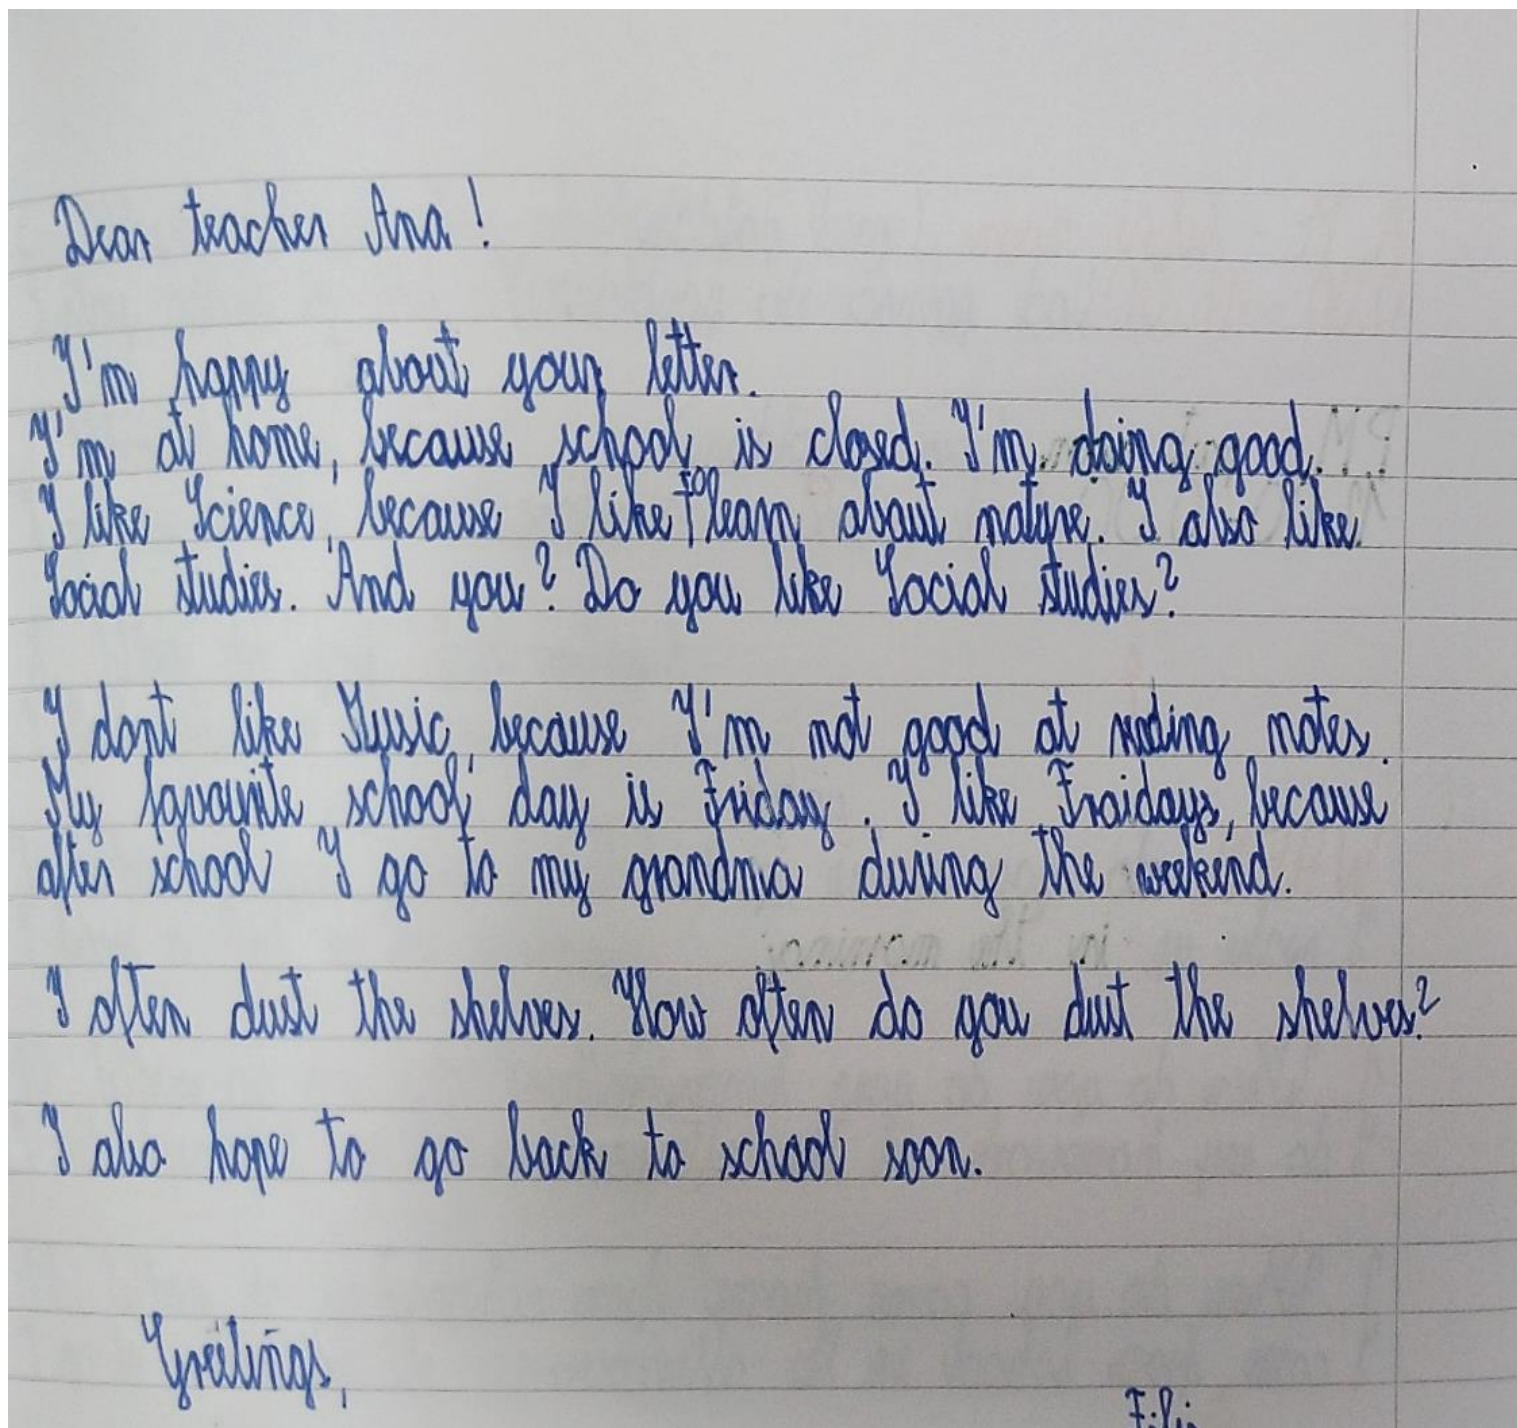 Dear teacher Ana!
I'm happy about your letter.
I'm at home, because school is closed. I'm doing good.
I like Science, because I like to learn about nature. I also like
Social studies. And you? Do you like Social studies?
I dont like Music, because I'm not good at reding notes.
My favourite school day is Friday. I like Fraidays, because
after school I go to my grandma during the weekend.
I often dust the shelves. How often do you dust the shelves?
I also hope to go back to school soon.
Greetings,